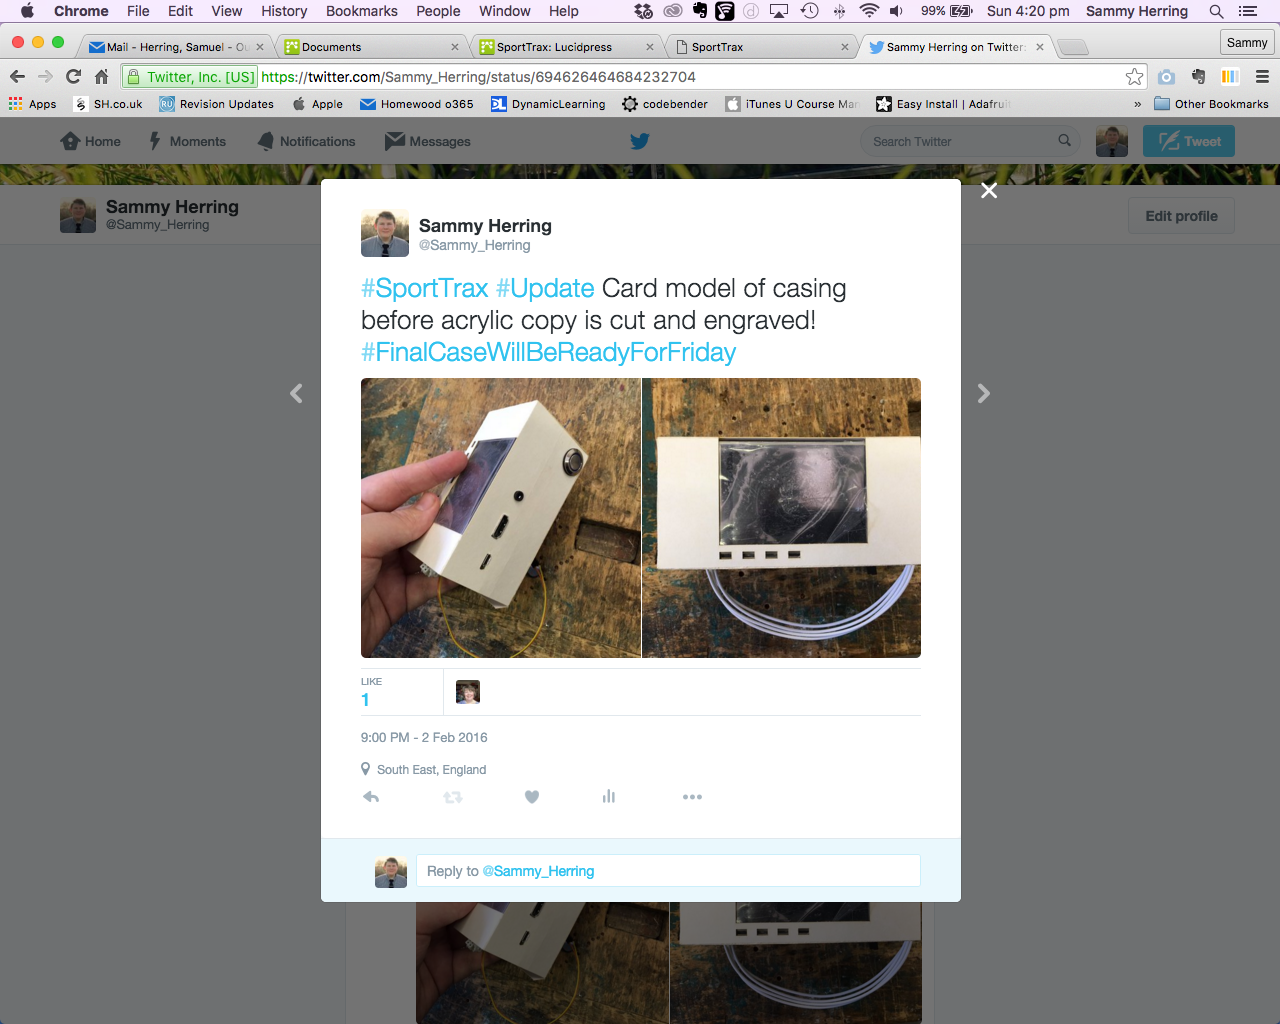 Chrome File Edit View History Bookmarks People Window Help 99% Sun 4:20 pm Sammy Herring
Mail - Herring, Samuel - Ou
Documents
SportTrax: Lucidpress
SportTrax
Sammy Herring on Twitter:
Sammy
Twitter, Inc. [US] https://twitter.com/Sammy_Herring/status/694626464684232704
Apps SH.co.uk Revision Updates Apple Homewood o365 DynamicLearning codebender iTunes U Course Man Easy Install | Adafrui » Other Bookmarks
Home Moments Notifications Messages Search Twitter Tweet
Sammy Herring
@Sammy_Herring
Edit profile
Sammy Herring
@Sammy_Herring
#SportTrax #Update Card model of casing
before acrylic copy is cut and engraved!
#FinalCaseWillBeReadyForFriday
LIKE
1
9:00 PM - 2 Feb 2016
South East, England
Reply to @Sammy_Herring